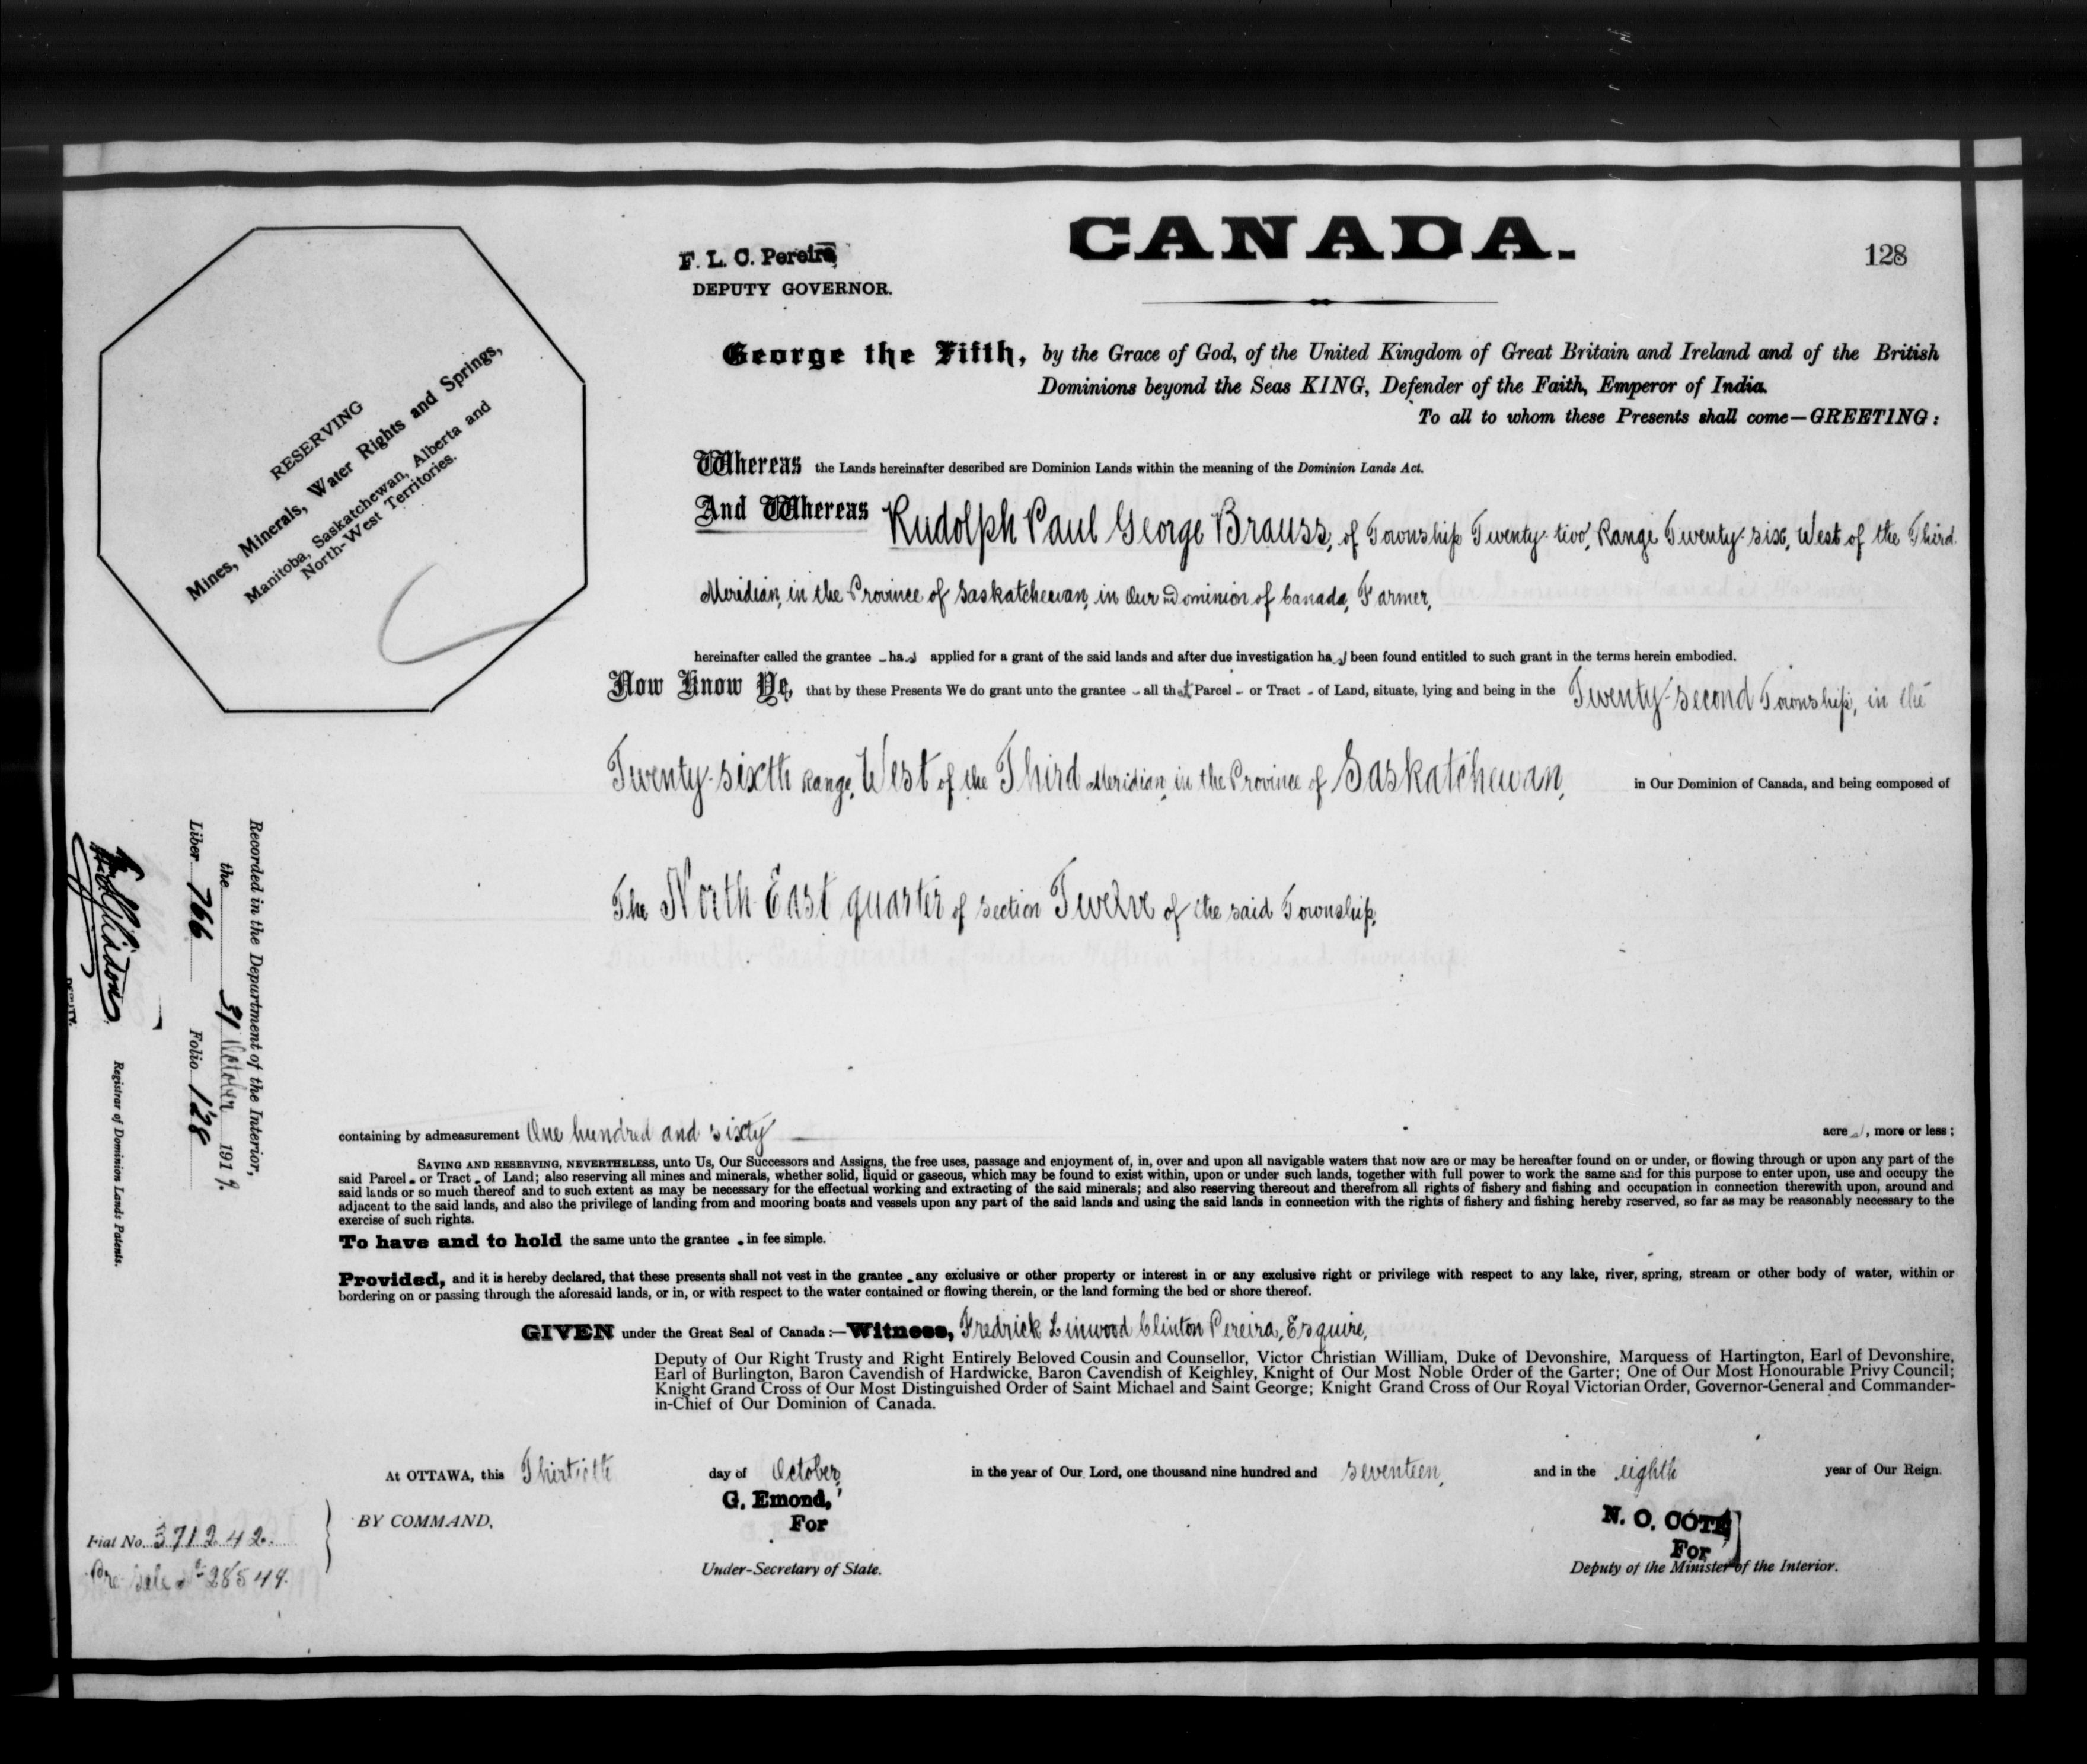 CANADA.
128
F. L. C. Pereira
DEPUTY GOVERNOR.
George the Fifth, by the Grace of God, of the United Kingdom of Great Britain and Ireland and of the British
Dominions beyond the Seas KING, Defender of the Faith, Emperor of India.
To all to whom these Presents shall come—GREETING:
RESERVING
Mines, Minerals, Water Rights and Springs,
Manitoba, Saskatchewan, Alberta and
North-West Territories.
Whereas the Lands hereinafter described are Dominion Lands within the meaning of the Dominion Lands Act.
And Whereas Rudolph Paul George Brauss, of Township Twenty-two, Range Twenty-six, West of the Third
Meridian, in the Province of Saskatchewan, in Our Dominion of Canada, Farmer,
hereinafter called the grantee - has applied for a grant of the said lands and after due investigation has been found entitled to such grant in the terms herein embodied.
Now Know Ye, that by these Presents We do grant unto the grantee - all that Parcel - or Tract - of Land, situate, lying and being in the Twenty-second Township, in the
Twenty-sixth Range, West of the Third Meridian, in the Province of Saskatchewan, in Our Dominion of Canada, and being composed of
The North East quarter of section Twelve of the said Township,
Recorded in the Department of the Interior,
the 31 October 1917.
Liber 766 Folio 128
Registrar of Dominion Lands Patents.
containing by admeasurement One hundred and sixty — acres, more or less;
SAVING AND RESERVING, NEVERTHELESS, unto Us, Our Successors and Assigns, the free uses, passage and enjoyment of, in, over and upon all navigable waters that now are or may be hereafter found on or under, or flowing through or upon any part of the
said Parcel - or Tract - of Land; also reserving all mines and minerals, whether solid, liquid or gaseous, which may be found to exist within, upon or under such lands, together with full power to work the same and for this purpose to enter upon, use and occupy the
said lands or so much thereof and to such extent as may be necessary for the effectual working and extracting of the said minerals; and also reserving thereout and therefrom all rights of fishery and fishing and occupation in connection therewith upon, around and
adjacent to the said lands, and also the privilege of landing from and mooring boats and vessels upon any part of the said lands and using the said lands in connection with the rights of fishery and fishing hereby reserved, so far as may be reasonably necessary to the
exercise of such rights.
To have and to hold the same unto the grantee - in fee simple.
Provided, and it is hereby declared, that these presents shall not vest in the grantee - any exclusive or other property or interest in or any exclusive right or privilege with respect to any lake, river, spring, stream or other body of water, within or
bordering on or passing through the aforesaid lands, or in, or with respect to the water contained or flowing therein, or the land forming the bed or shore thereof.
GIVEN under the Great Seal of Canada:—Witness, Fredrick Linwood Clinton Pereira, Esquire,
Deputy of Our Right Trusty and Right Entirely Beloved Cousin and Counsellor, Victor Christian William, Duke of Devonshire, Marquess of Hartington, Earl of Devonshire,
Earl of Burlington, Baron Cavendish of Hardwicke, Baron Cavendish of Keighley, Knight of Our Most Noble Order of the Garter; One of Our Most Honourable Privy Council;
Knight Grand Cross of Our Most Distinguished Order of Saint Michael and Saint George; Knight Grand Cross of Our Royal Victorian Order, Governor-General and Commander-
in-Chief of Our Dominion of Canada.
At OTTAWA, this Thirtieth day of October, in the year of Our Lord, one thousand nine hundred and seventeen, and in the eighth year of Our Reign.
BY COMMAND,
G. Emond,
For
Under-Secretary of State.
N. O. COTE
For
Deputy of the Minister of the Interior.
Fiat No. 371242.
Pre Sale No 28549.